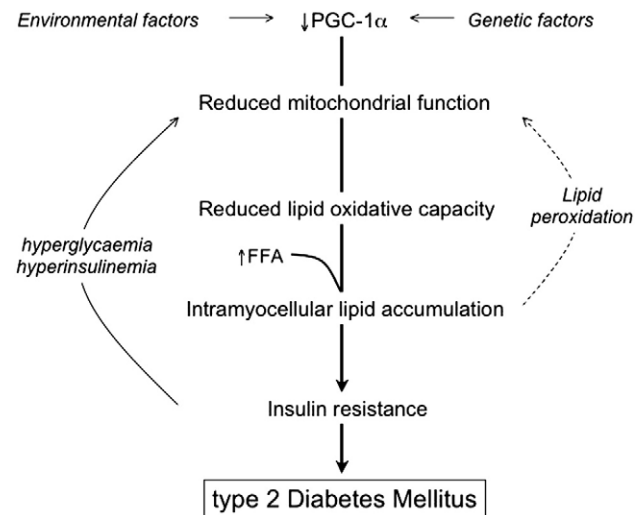 Environmental factors
↓PGC-1α
Genetic factors
Reduced mitochondrial function
Reduced lipid oxidative capacity
Lipid
peroxidation
hyperglycaemia
hyperinsulinemia
↑FFA
Intramyocellular lipid accumulation
Insulin resistance
type 2 Diabetes Mellitus